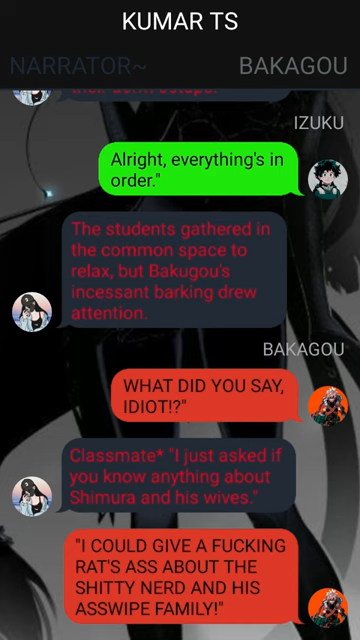 KUMAR TS
NARRATOR~
BAKAGOU
IZUKU
Alright, everything's in
order."
The students gathered in
the common space to
relax, but Bakugou's
incessant barking drew
attention.
BAKAGOU
WHAT DID YOU SAY,
IDIOT!?"
Classmate* "I just asked if
you know anything about
Shimura and his wives."
"I COULD GIVE A FUCKING
RAT'S ASS ABOUT THE
SHITTY NERD AND HIS
ASSWIPE FAMILY!"